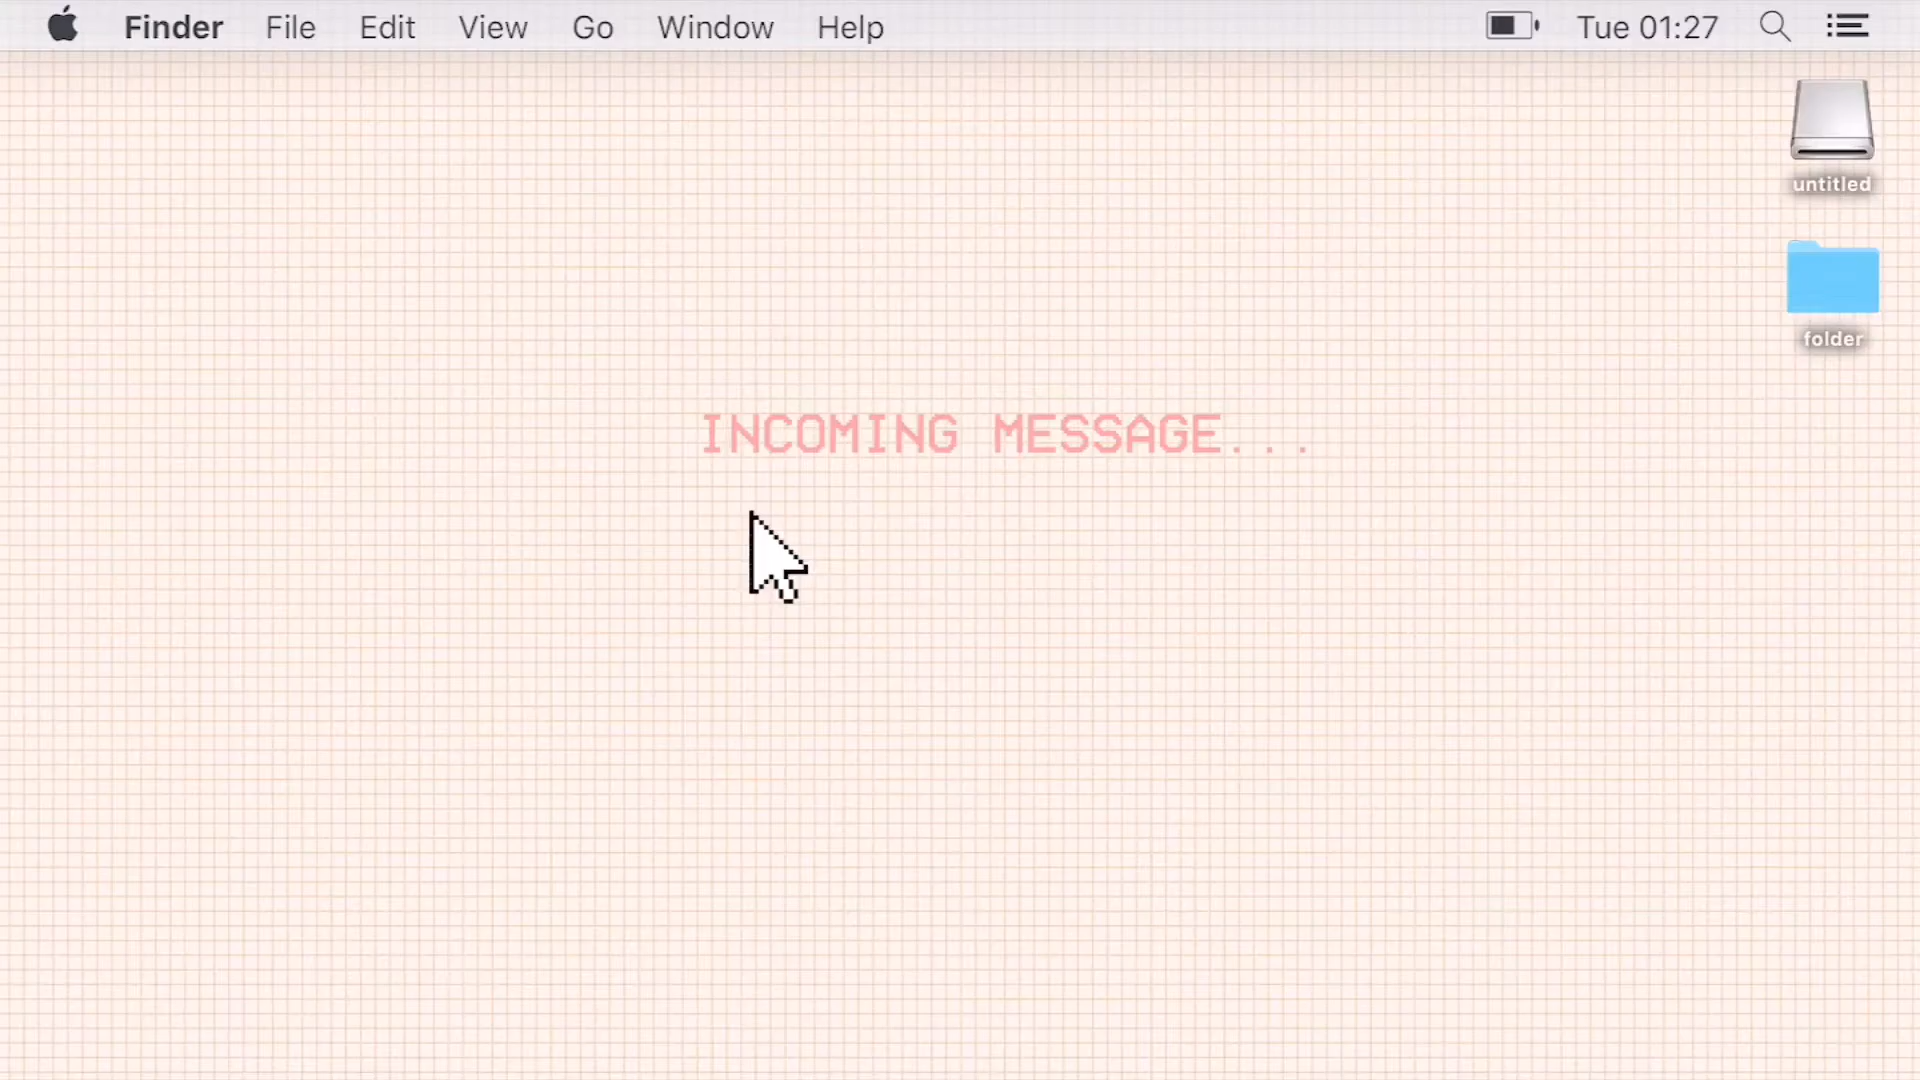 Finder File Edit View Go Window Help Tue 01:27
untitled
folder
INCOMING MESSAGE...